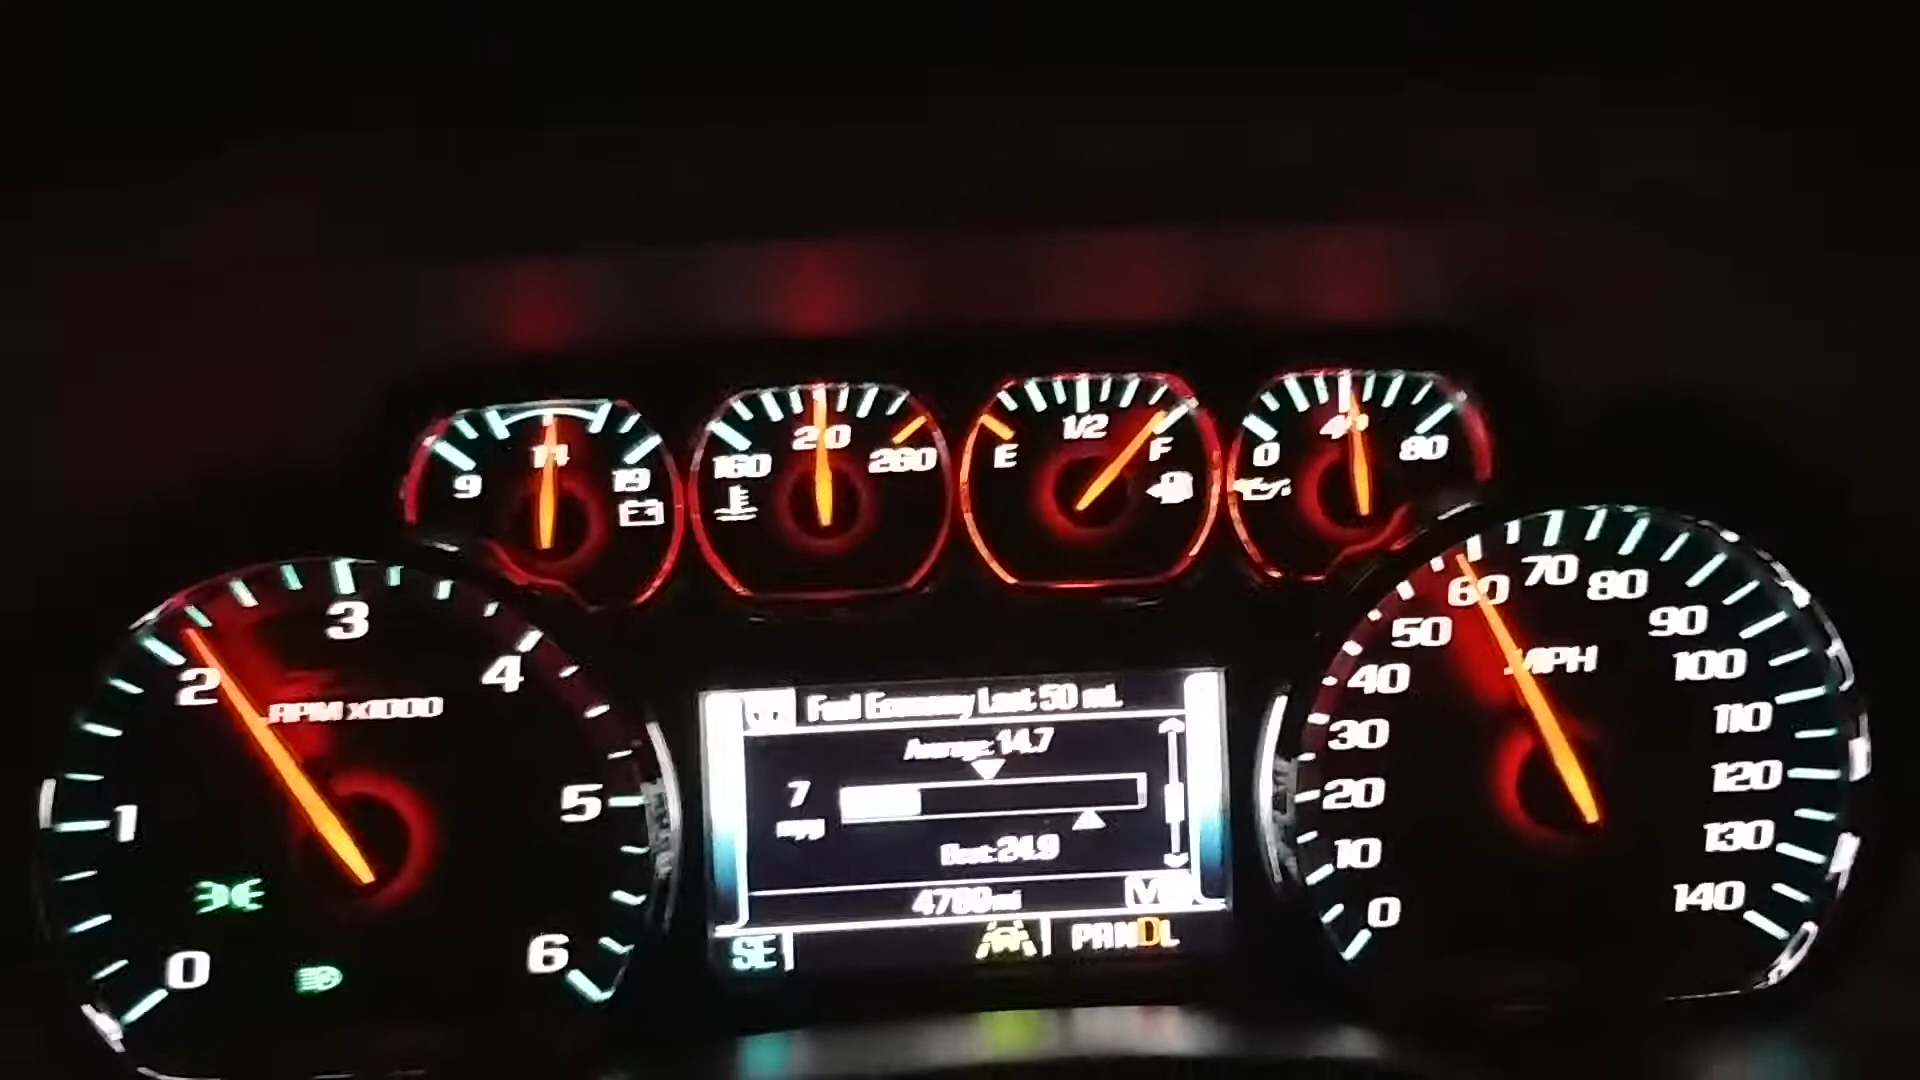 9 14 19
160 210 260
E 1/2 F
0 40 80
0 1 2 3 4 5 6
RPM x1000
0 10 20 30 40 50 60 70 80 90 100 110 120 130 140
MPH
Fuel Economy Last 50 mi.
Average: 14.7
7
mpg
Best: 24.9
mi
SE
PRNDL